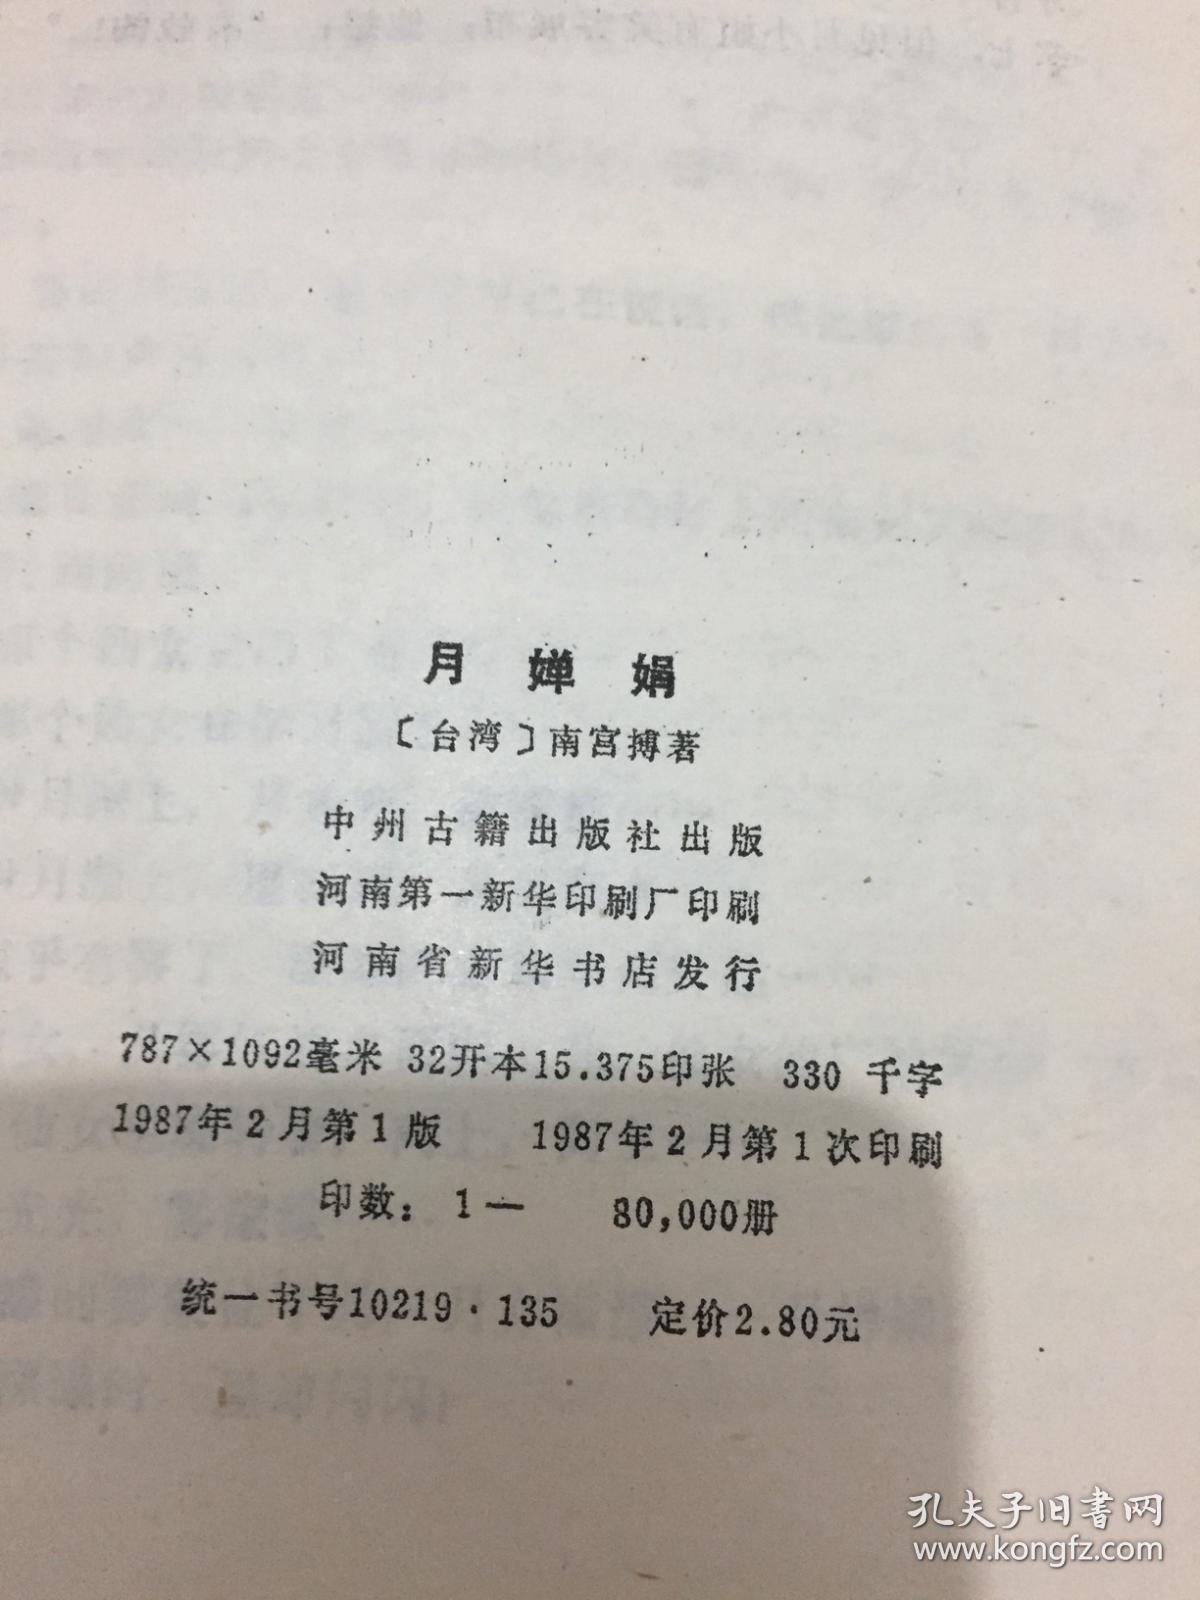 月婵娟
〔台湾〕南宫搏著
中州古籍出版社出版
河南第一新华印刷厂印刷
河南省新华书店发行
787×1092毫米 32开本15.375印张 330 千字
1987年2月第1版 1987年2月第1次印刷
印数：1— 80,000册
统一书号10219·135 定价2.80元
孔夫子旧書网
www.kongfz.com